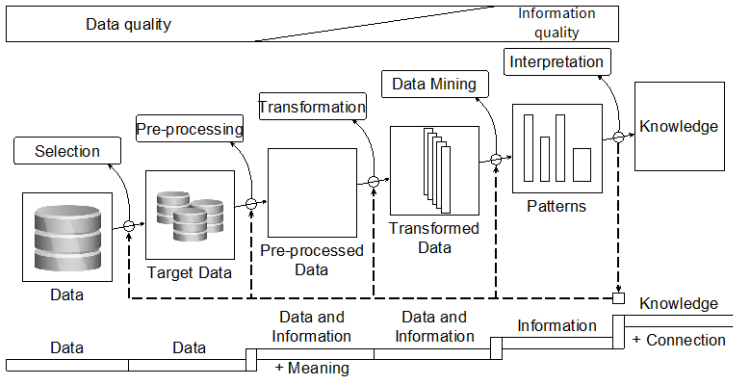 Data quality
Information
quality
Interpretation
Data Mining
Transformation
Pre-processing
Selection
Knowledge
Patterns
Transformed
Data
Pre-processed
Data
Target Data
Data
Data
Data
Data and
Information
+ Meaning
Data and
Information
Information
Knowledge
+ Connection